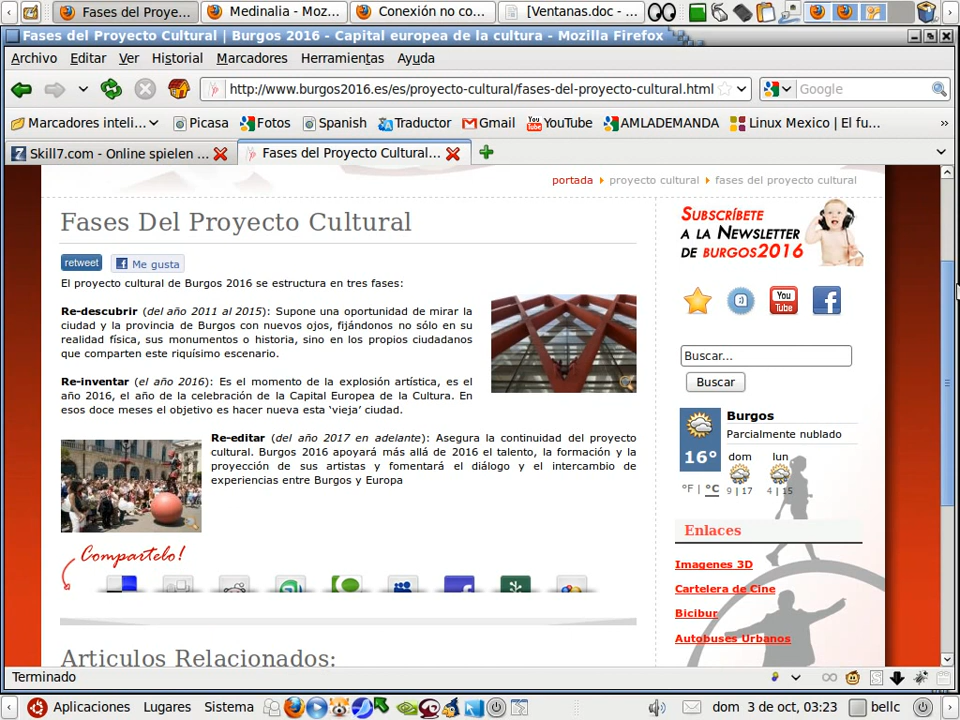 Fases del Proye...
Medinalia - Moz...
Conexión no co...
[Ventanas.doc - ...
Fases del Proyecto Cultural | Burgos 2016 - Capital europea de la cultura - Mozilla Firefox
Archivo Editar Ver Historial Marcadores Herramientas Ayuda
http://www.burgos2016.es/es/proyecto-cultural/fases-del-proyecto-cultural.html
Google
Marcadores inteli... Picasa Fotos Spanish Traductor Gmail YouTube AMLADEMANDA Linux Mexico | El fu... »
Skill7.com - Online spielen ...
Fases del Proyecto Cultural...
portada proyecto cultural fases del proyecto cultural
Fases Del Proyecto Cultural
retweet
Me gusta
El proyecto cultural de Burgos 2016 se estructura en tres fases:
Re-descubrir (del año 2011 al 2015): Supone una oportunidad de mirar la
ciudad y la provincia de Burgos con nuevos ojos, fijándonos no sólo en su
realidad física, sus monumentos o historia, sino en los propios ciudadanos
que comparten este riquísimo escenario.
Re-inventar (el año 2016): Es el momento de la explosión artística, es el
año 2016, el año de la celebración de la Capital Europea de la Cultura. En
esos doce meses el objetivo es hacer nueva esta ‘vieja’ ciudad.
Re-editar (del año 2017 en adelante): Asegura la continuidad del proyecto
cultural. Burgos 2016 apoyará más allá de 2016 el talento, la formación y la
proyección de sus artistas y fomentará el diálogo y el intercambio de
experiencias entre Burgos y Europa
Compartelo!
Articulos Relacionados:
SUBSCRÍBETE
A LA NEWSLETTER
DE BURGOS2016
You
Tube
Buscar...
Buscar
Burgos
Parcialmente nublado
16°
dom lun
°F | °C 9 | 17 4 | 15
Enlaces
Imagenes 3D
Cartelera de Cine
Bicibur
Autobuses Urbanos
Terminado
Aplicaciones Lugares Sistema
dom 3 de oct, 03:23
bellc